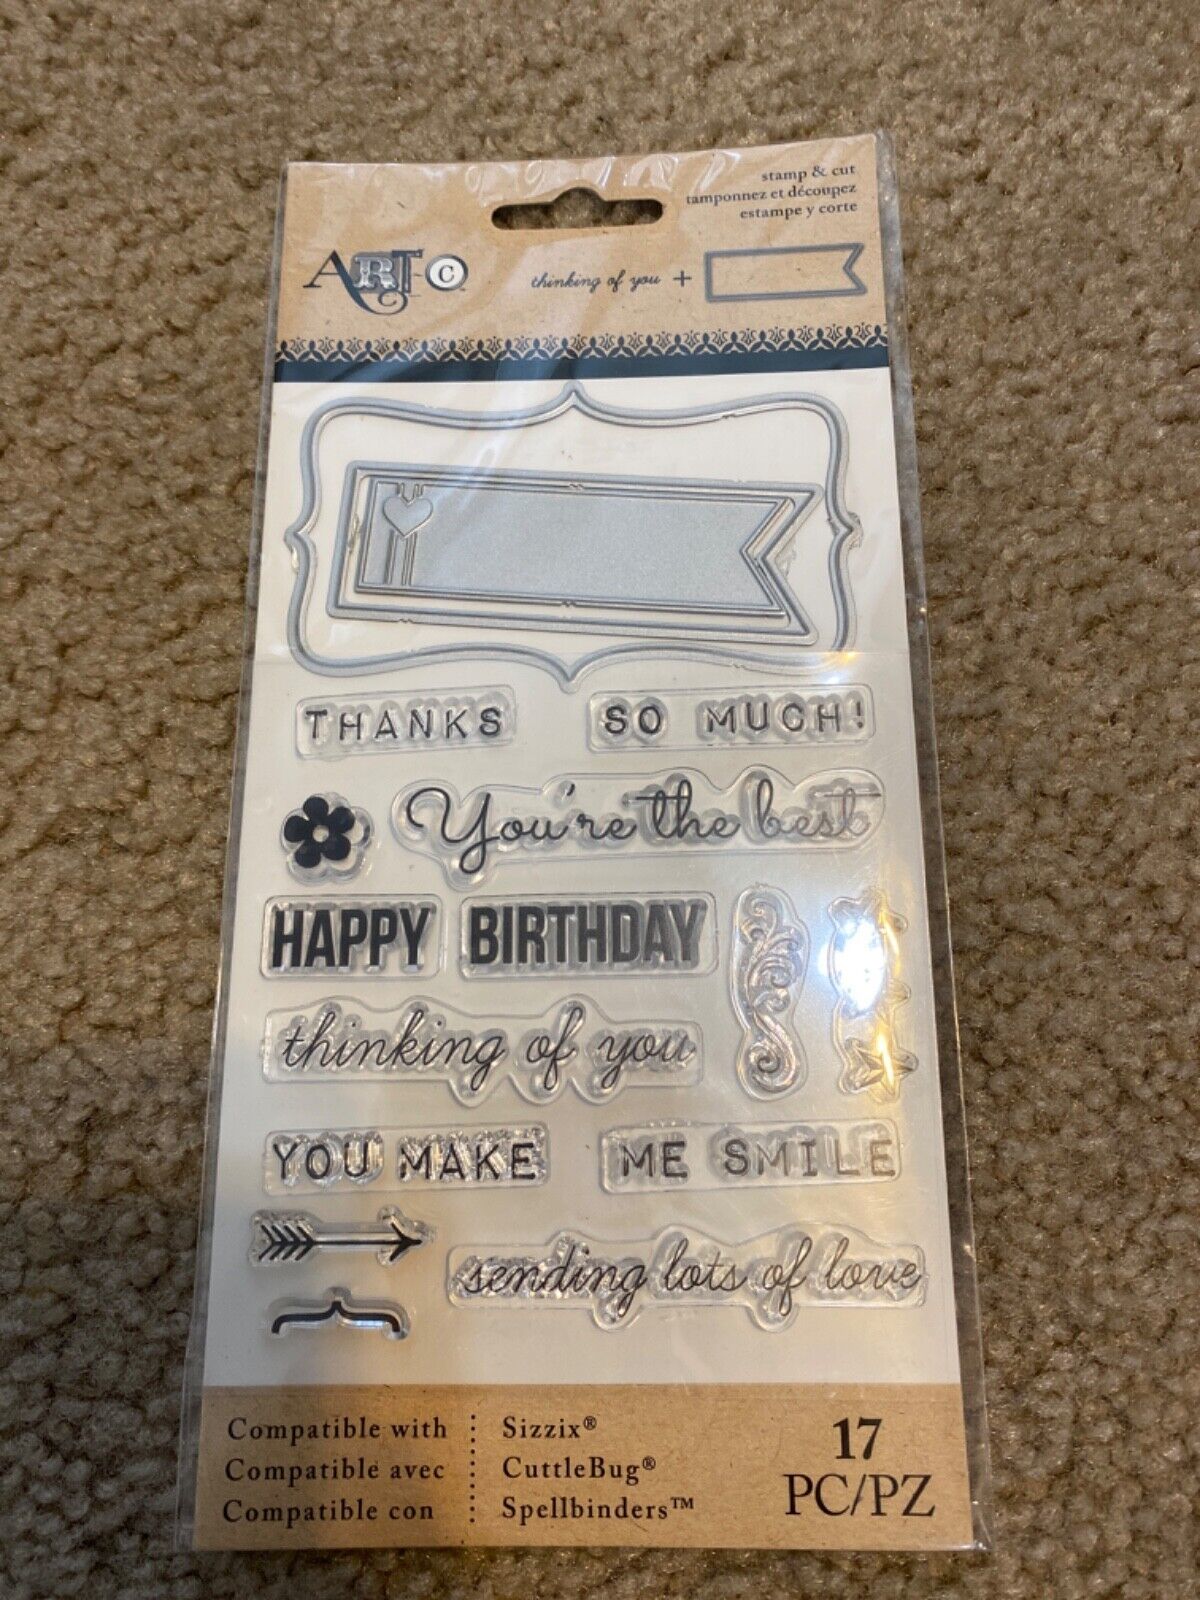 stamp & cut
tamponnez et découpez
estampe y corte
ART C ©™
thinking of you +
THANKS SO MUCH!
You're the best
HAPPY BIRTHDAY
thinking of you
YOU MAKE ME SMILE
sending lots of love
Compatible with Sizzix®
Compatible avec CuttleBug®
Compatible con Spellbinders™
17
PC/PZ